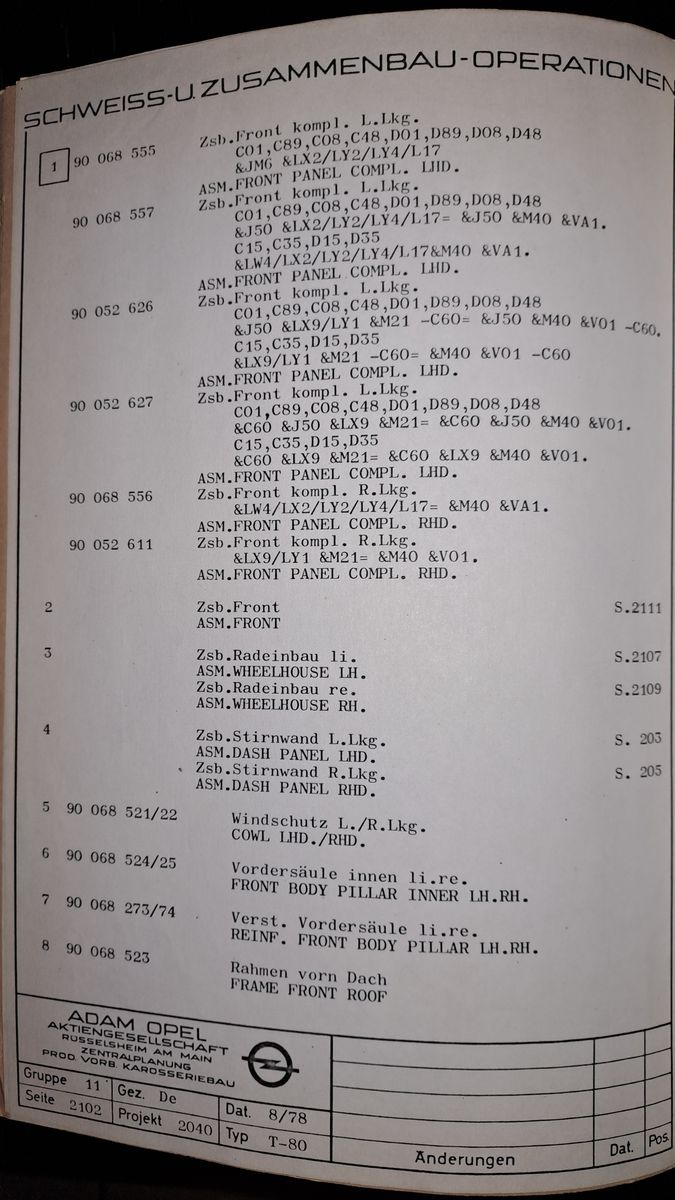 SCHWEISS-U.ZUSAMMENBAU-OPERATIONEN
1 90 068 555 Zsb.Front kompl. L.Lkg.
C01,C89,C08,C48,D01,D89,D08,D48
&JM6 &LX2/LY2/LY4/L17
ASM.FRONT PANEL COMPL. LHD.
90 068 557 Zsb.Front kompl. L.Lkg.
C01,C89,C08,C48,D01,D89,D08,D48
&J50 &LX2/LY2/LY4/L17= &J50 &M40 &VA1.
C15,C35,D15,D35
&LW4/LX2/LY2/LY4/L17&M40 &VA1.
ASM.FRONT PANEL COMPL. LHD.
90 052 626 Zsb.Front kompl. L.Lkg.
C01,C89,C08,C48,D01,D89,D08,D48
&J50 &LX9/LY1 &M21 -C60= &J50 &M40 &V01 -C60.
C15,C35,D15,D35
&LX9/LY1 &M21 -C60= &M40 &V01 -C60
ASM.FRONT PANEL COMPL. LHD.
90 052 627 Zsb.Front kompl. L.Lkg.
C01,C89,C08,C48,D01,D89,D08,D48
&C60 &J50 &LX9 &M21= &C60 &J50 &M40 &V01.
C15,C35,D15,D35
&C60 &LX9 &M21= &C60 &LX9 &M40 &V01.
ASM.FRONT PANEL COMPL. LHD.
90 068 556 Zsb.Front kompl. R.Lkg.
&LW4/LX2/LY2/LY4/L17= &M40 &VA1.
ASM.FRONT PANEL COMPL. RHD.
90 052 611 Zsb.Front kompl. R.Lkg.
&LX9/LY1 &M21= &M40 &V01.
ASM.FRONT PANEL COMPL. RHD.
2 Zsb.Front S.2111
ASM.FRONT
3 Zsb.Radeinbau li. S.2107
ASM.WHEELHOUSE LH.
Zsb.Radeinbau re. S.2109
ASM.WHEELHOUSE RH.
4 Zsb.Stirnwand L.Lkg. S. 203
ASM.DASH PANEL LHD.
Zsb.Stirnwand R.Lkg. S. 205
ASM.DASH PANEL RHD.
5 90 068 521/22 Windschutz L./R.Lkg.
COWL LHD./RHD.
6 90 068 524/25 Vordersäule innen li.re.
FRONT BODY PILLAR INNER LH.RH.
7 90 068 273/74 Verst. Vordersäule li.re.
REINF. FRONT BODY PILLAR LH.RH.
8 90 068 523 Rahmen vorn Dach
FRAME FRONT ROOF
ADAM OPEL
AKTIENGESELLSCHAFT
RÜSSELSHEIM AM MAIN
ZENTRALPLANUNG
PROD. VORB. KAROSSERIEBAU
Gruppe 11 Gez. De Dat. 8/78
Seite 2102 Projekt 2040 Typ T-80
Änderungen Dat. Pos.